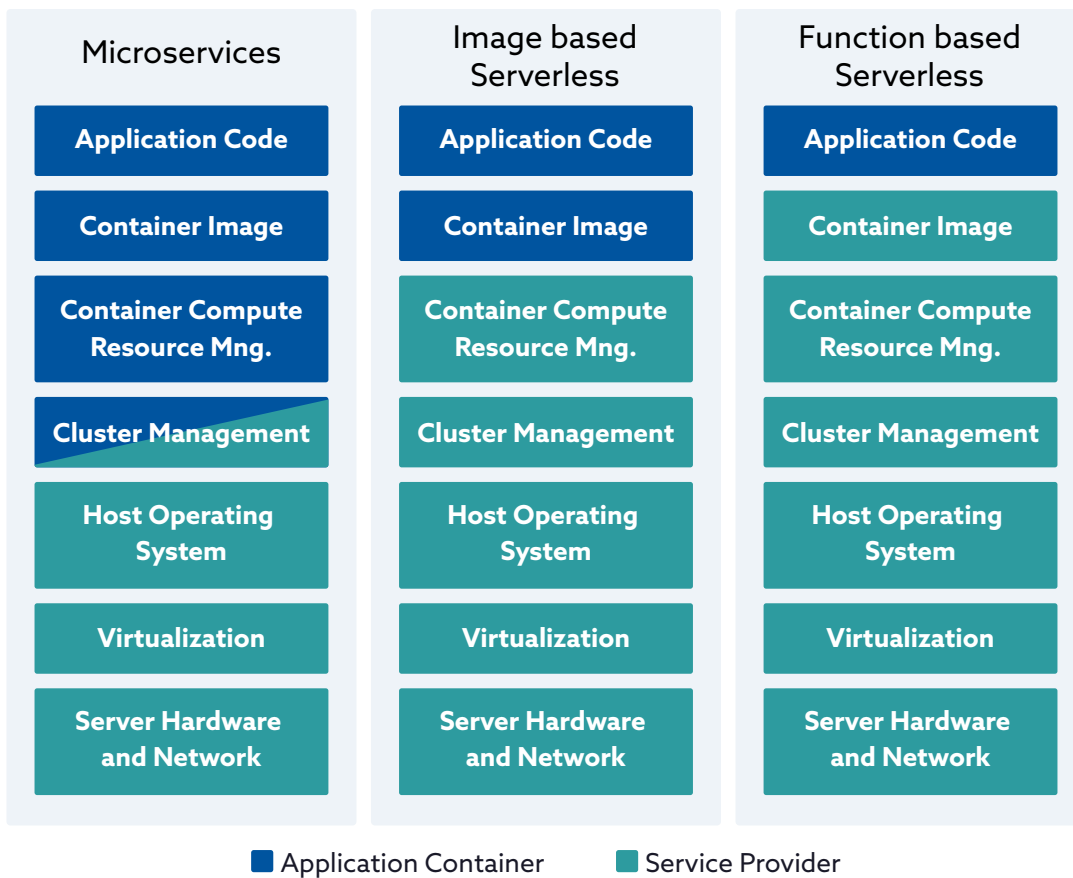 Microservices
Application Code
Container Image
Container Compute
Resource Mng.
Cluster Management
Host Operating
System
Virtualization
Server Hardware
and Network
Image based
Serverless
Application Code
Container Image
Container Compute
Resource Mng.
Cluster Management
Host Operating
System
Virtualization
Server Hardware
and Network
Function based
Serverless
Application Code
Container Image
Container Compute
Resource Mng.
Cluster Management
Host Operating
System
Virtualization
Server Hardware
and Network
Application Container
Service Provider